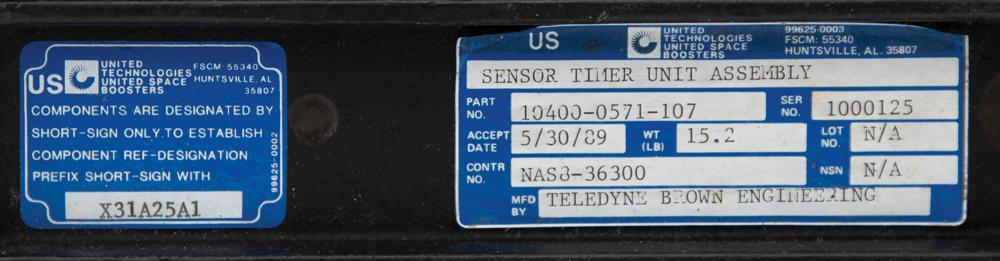 US UNITED TECHNOLOGIES UNITED SPACE BOOSTERS FSCM 55340 HUNTSVILLE, AL 35807
COMPONENTS ARE DESIGNATED BY
SHORT-SIGN ONLY. TO ESTABLISH
COMPONENT REF-DESIGNATION
PREFIX SHORT-SIGN WITH
X31A25A1
99625-0002
US UNITED TECHNOLOGIES UNITED SPACE BOOSTERS 99625-0003 FSCM: 55340 HUNTSVILLE, AL. 35807
SENSOR TIMER UNIT ASSEMBLY
PART NO. 10400-0571-107 SER NO. 1000125
ACCEPT DATE 5/30/89 WT (LB) 15.2 LOT NO. N/A
CONTR NO. NAS8-36300 NSN N/A
MFD BY TELEDYNE BROWN ENGINEERING